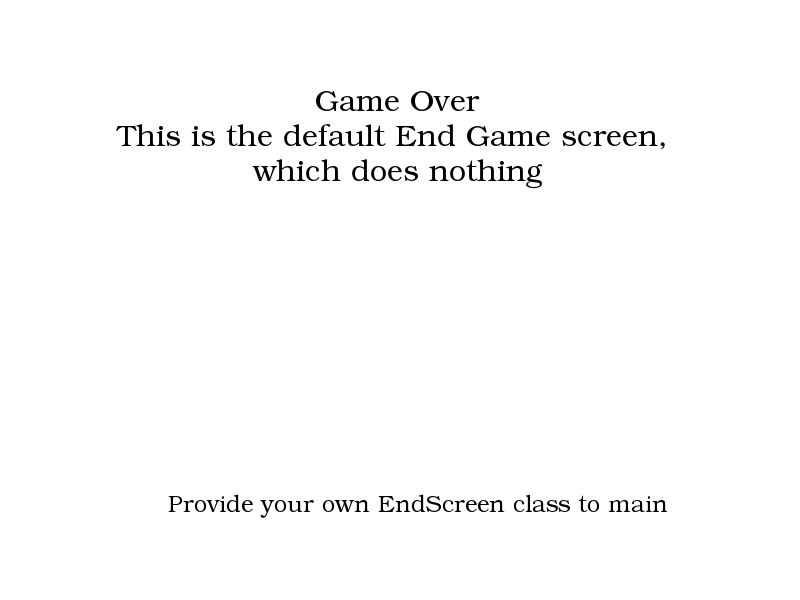 Game Over
This is the default End Game screen,
which does nothing
Provide your own EndScreen class to main